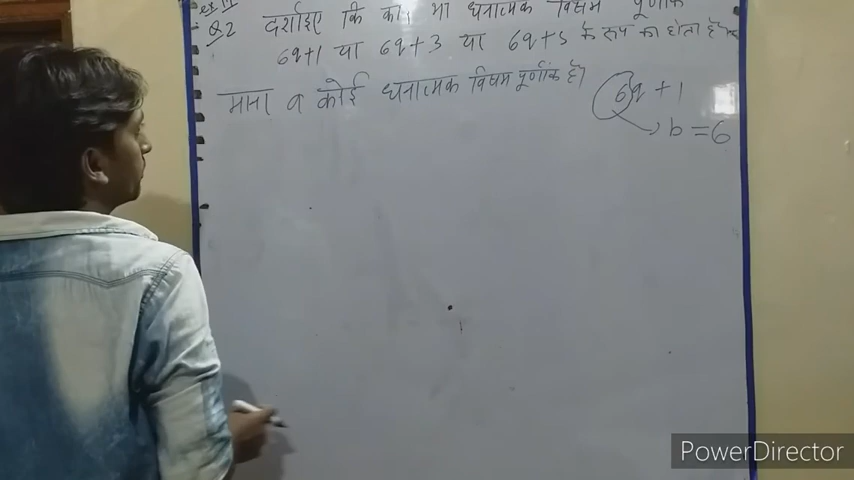 Q2 दर्शाइए कि कोई भी धनात्मक विषम पूर्णांक
6q+1 या 6q+3 या 6q+5 के रूप का होता है
माना a कोई धनात्मक विषम पूर्णांक है।
6q + 1
b = 6
PowerDirector